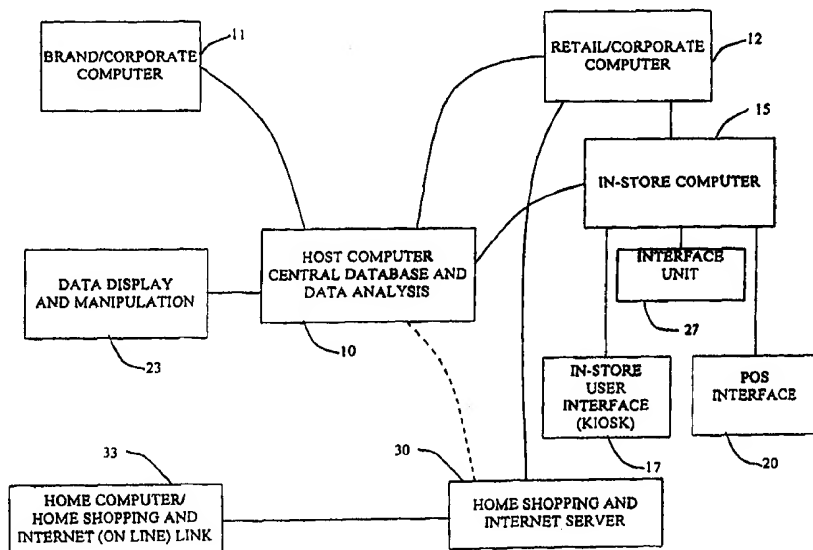 11
BRAND/CORPORATE
COMPUTER
RETAIL/CORPORATE
COMPUTER
12
15
IN-STORE COMPUTER
HOST COMPUTER
CENTRAL DATABASE AND
DATA ANALYSIS
10
DATA DISPLAY
AND MANIPULATION
23
INTERFACE
UNIT
27
IN-STORE
USER
INTERFACE
(KIOSK)
17
POS
INTERFACE
20
33
HOME COMPUTER/
HOME SHOPPING AND
INTERNET (ON LINE) LINK
30
HOME SHOPPING AND
INTERNET SERVER